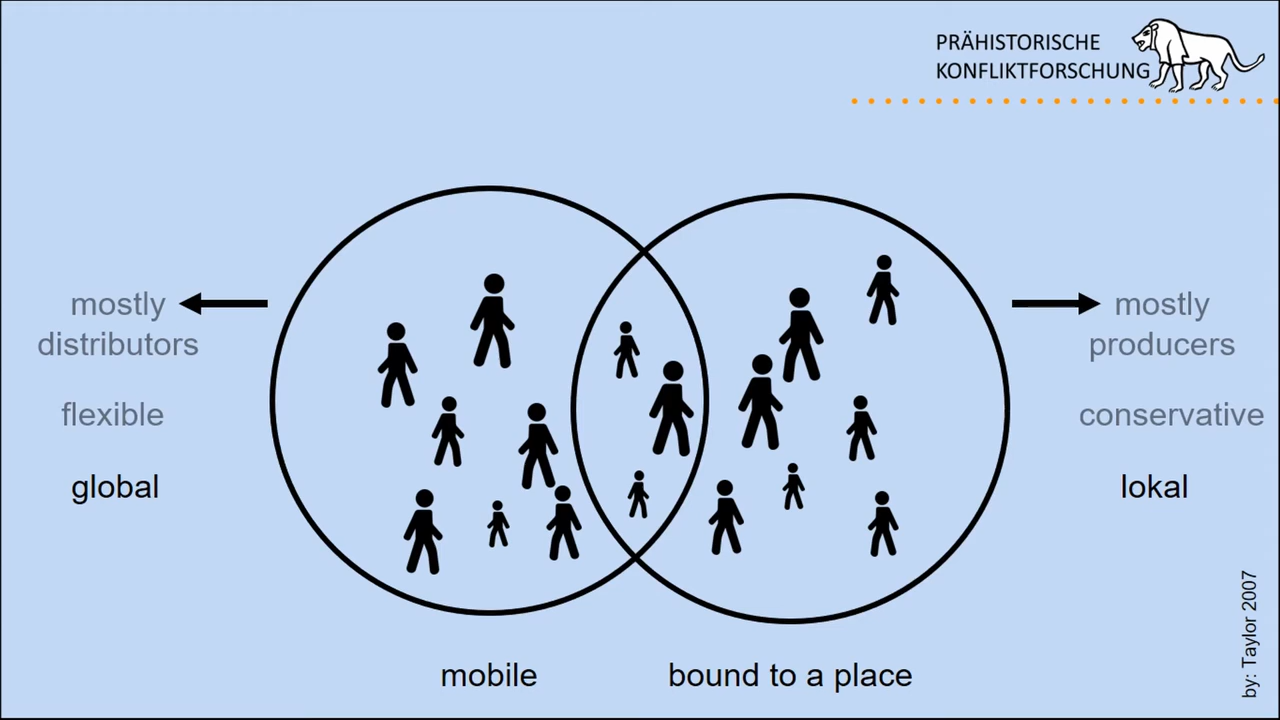 PRÄHISTORISCHE
KONFLIKTFORSCHUNG
mostly
distributors
flexible
global
mostly
producers
conservative
lokal
mobile
bound to a place
by: Taylor 2007